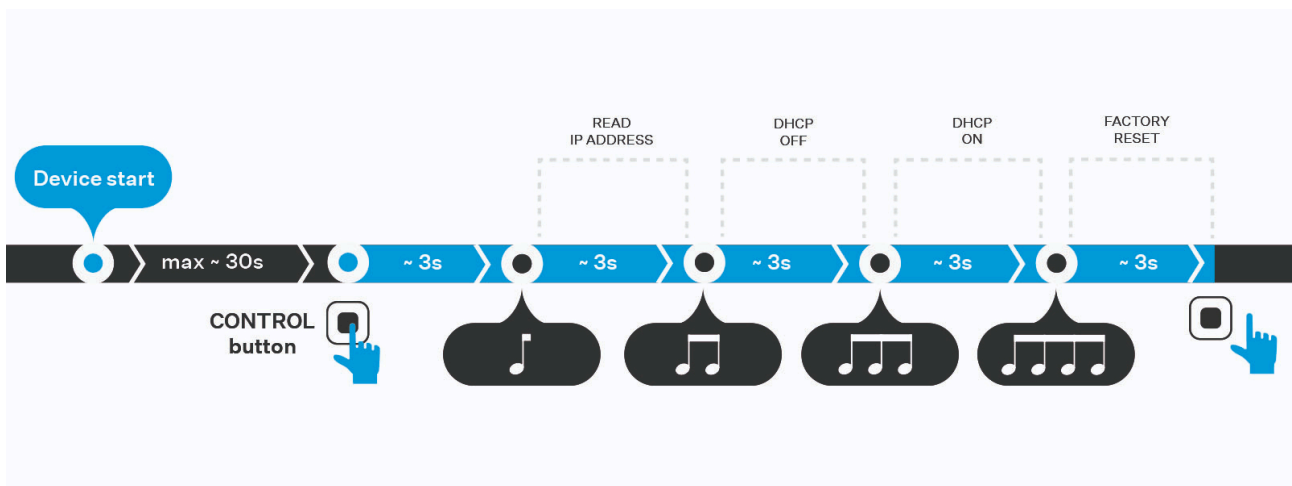 READ
IP ADDRESS
DHCP
OFF
DHCP
ON
FACTORY
RESET
Device start
max ~ 30s
~ 3s
~ 3s
~ 3s
~ 3s
~ 3s
CONTROL
button